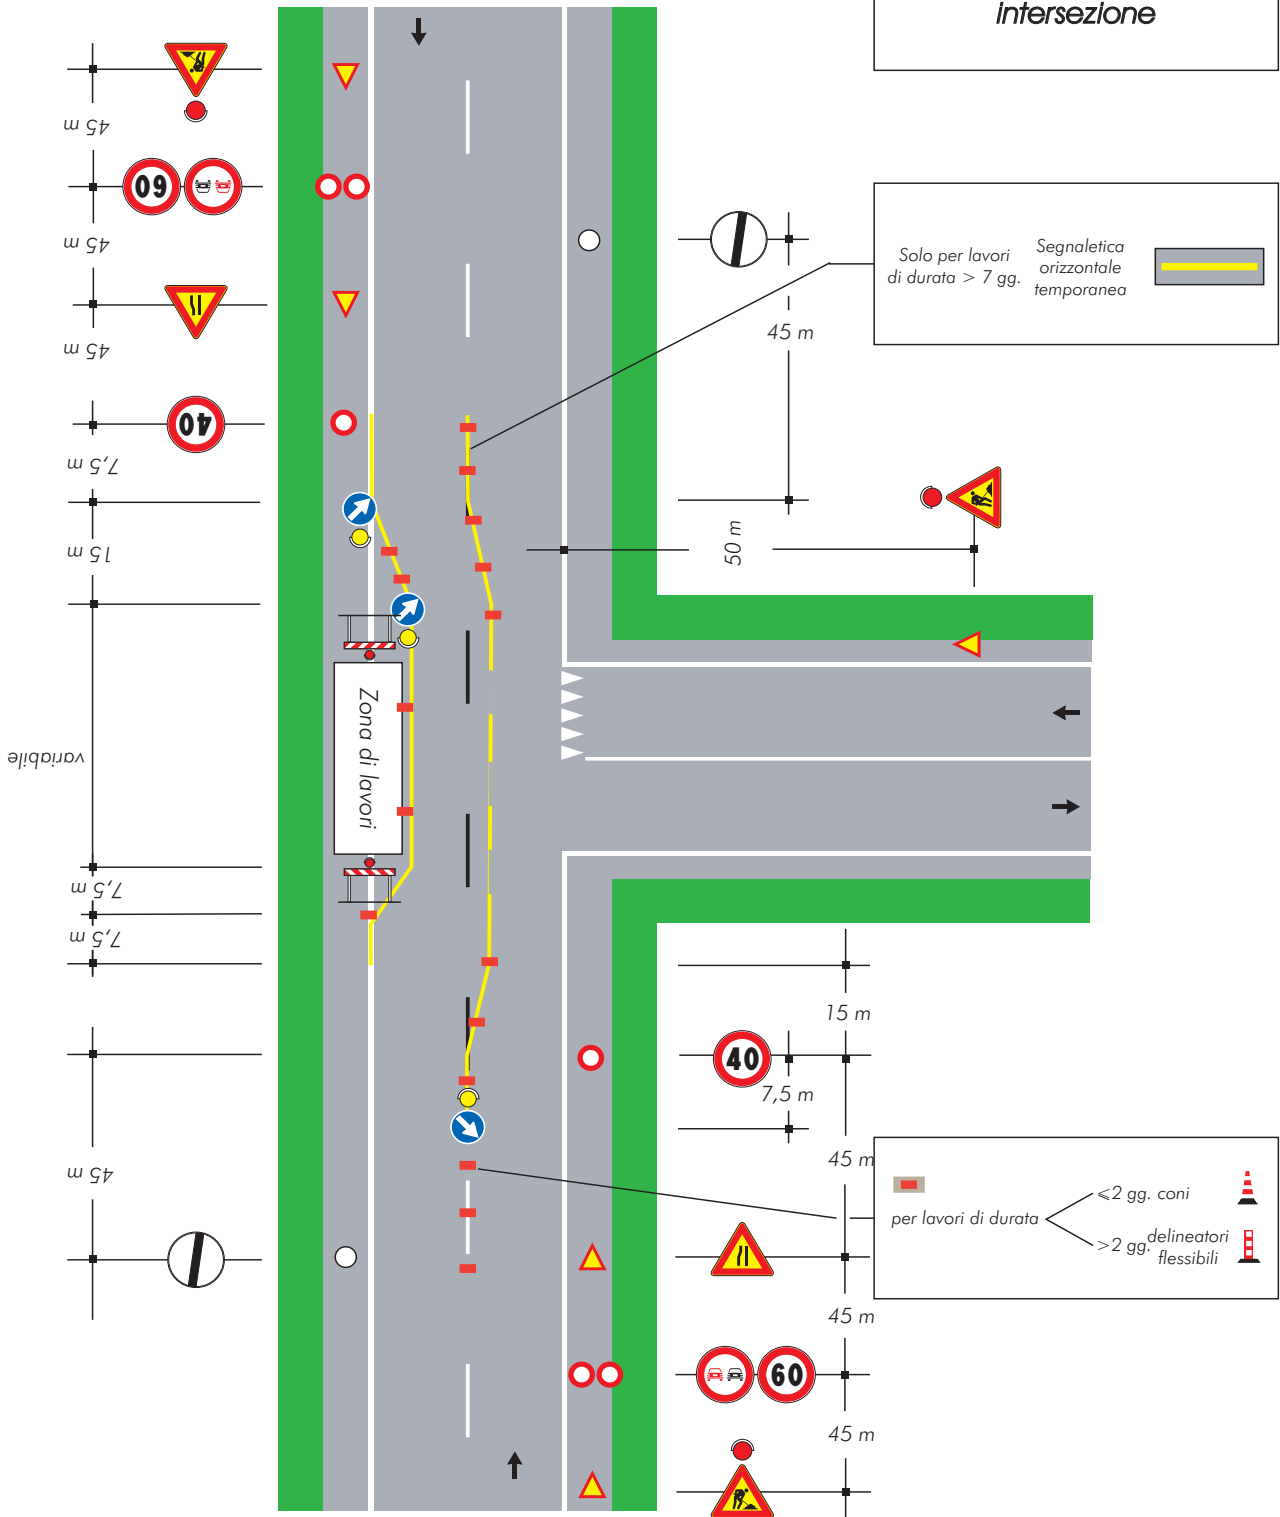 intersezione
45 m
60
45 m
45 m
40
7,5 m
15 m
variabile
7,5 m
7,5 m
45 m
Zona di lavori
Solo per lavori
di durata > 7 gg.
Segnaletica
orizzontale
temporanea
45 m
50 m
15 m
40
7,5 m
45 m
per lavori di durata
⩽2 gg. coni
>2 gg.
delineatori
flessibili
45 m
60
45 m